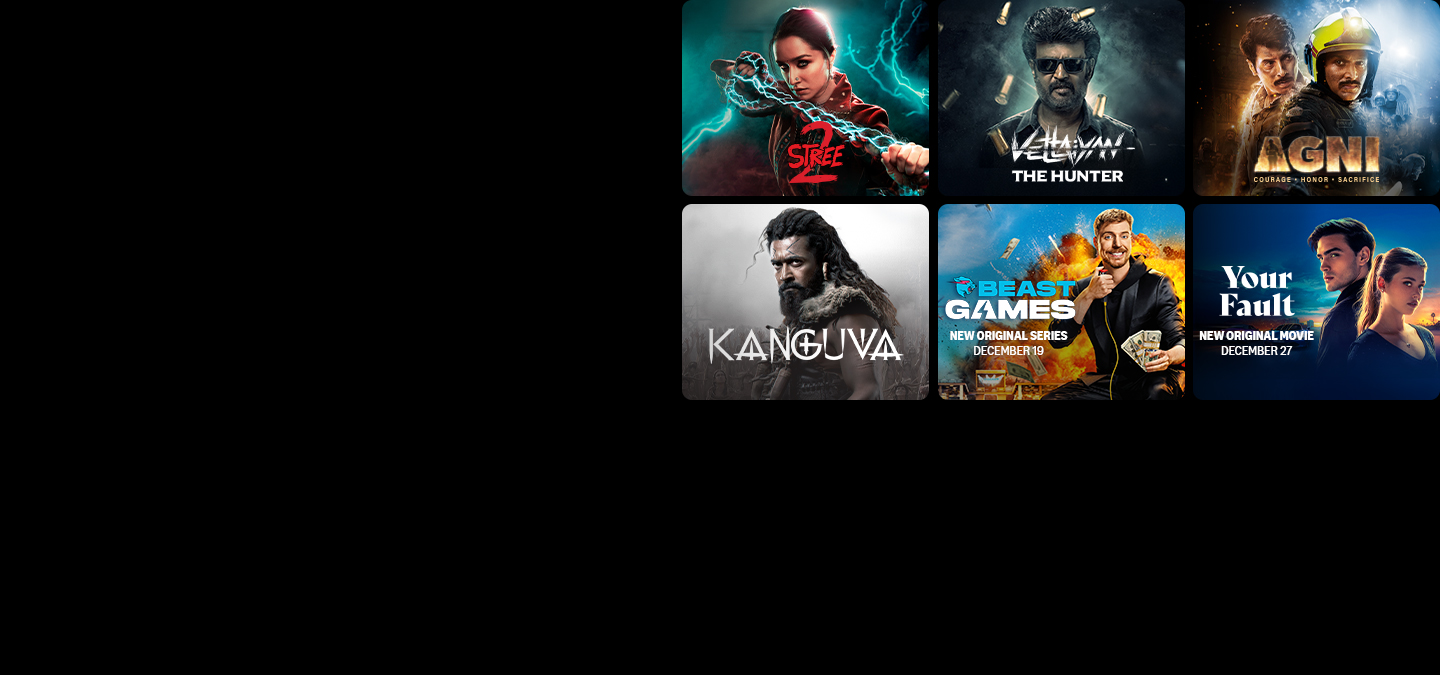 STREE
2
VETTAIYAN
THE HUNTER
AGNI
COURAGE • HONOR • SACRIFICE
KANGUVA
BEAST
GAMES
NEW ORIGINAL SERIES
DECEMBER 19
Your
Fault
NEW ORIGINAL MOVIE
DECEMBER 27